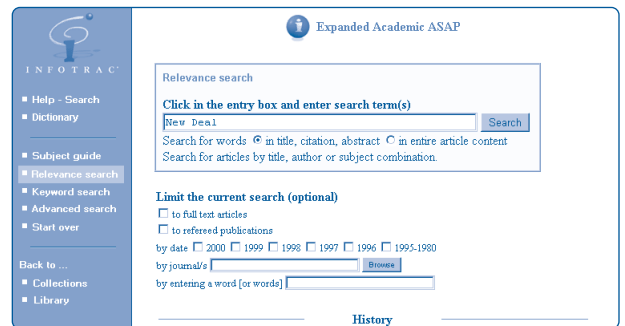 Expanded Academic ASAP
INFOTRAC
Help - Search
Dictionary
Subject guide
Relevance search
Keyword search
Advanced search
Start over
Back to ...
Collections
Library
Relevance search
Click in the entry box and enter search term(s)
New Deal Search
Search for words in title, citation, abstract in entire article content
Search for articles by title, author or subject combination.
Limit the current search (optional)
to full text articles
to refereed publications
by date 2000 1999 1998 1997 1996 1995-1980
by journal/s Browse
by entering a word [or words]
History